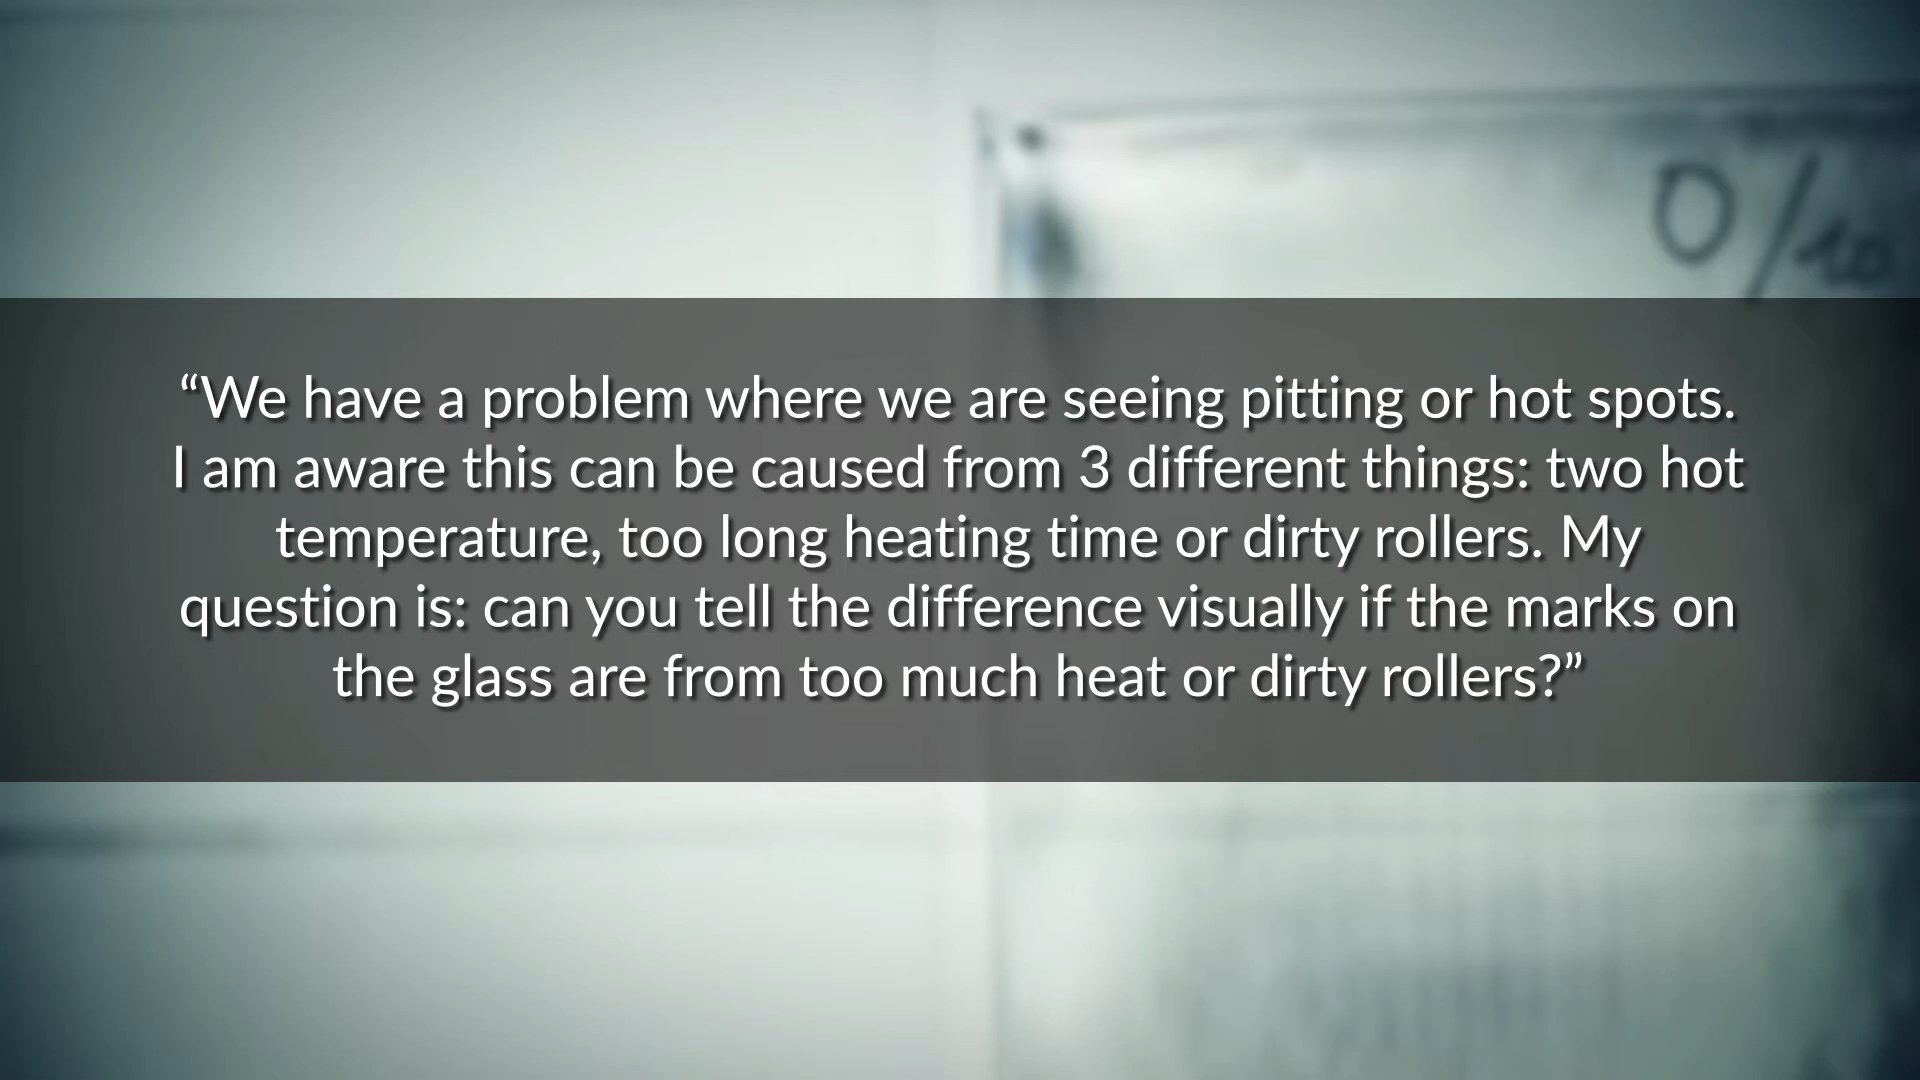 0/10
“We have a problem where we are seeing pitting or hot spots.
I am aware this can be caused from 3 different things: two hot
temperature, too long heating time or dirty rollers. My
question is: can you tell the difference visually if the marks on
the glass are from too much heat or dirty rollers?”